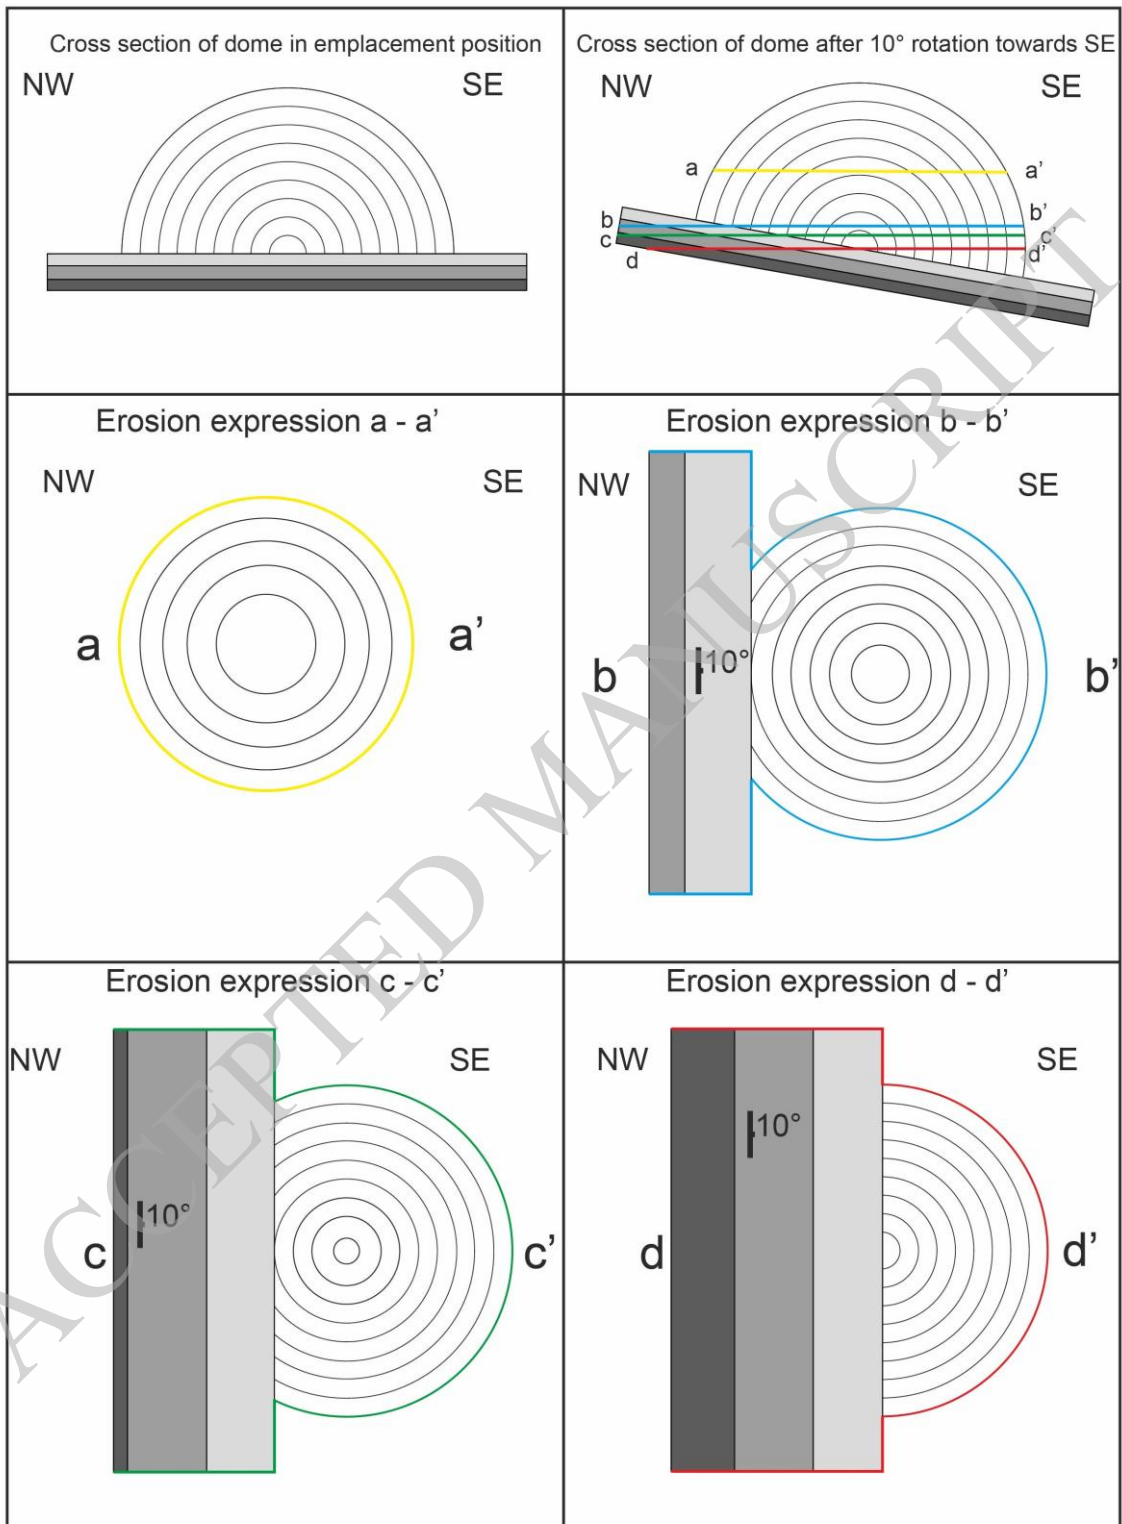 Cross section of dome in emplacement position
NW
SE
Cross section of dome after 10° rotation towards SE
NW
SE
a
a'
b
b'
c
c'
d
d'
Erosion expression a - a'
NW
SE
a
a'
Erosion expression b - b'
NW
SE
10°
b
b'
Erosion expression c - c'
NW
SE
10°
c
c'
Erosion expression d - d'
NW
SE
10°
d
d'
ACCEPTED MANUSCRIPT